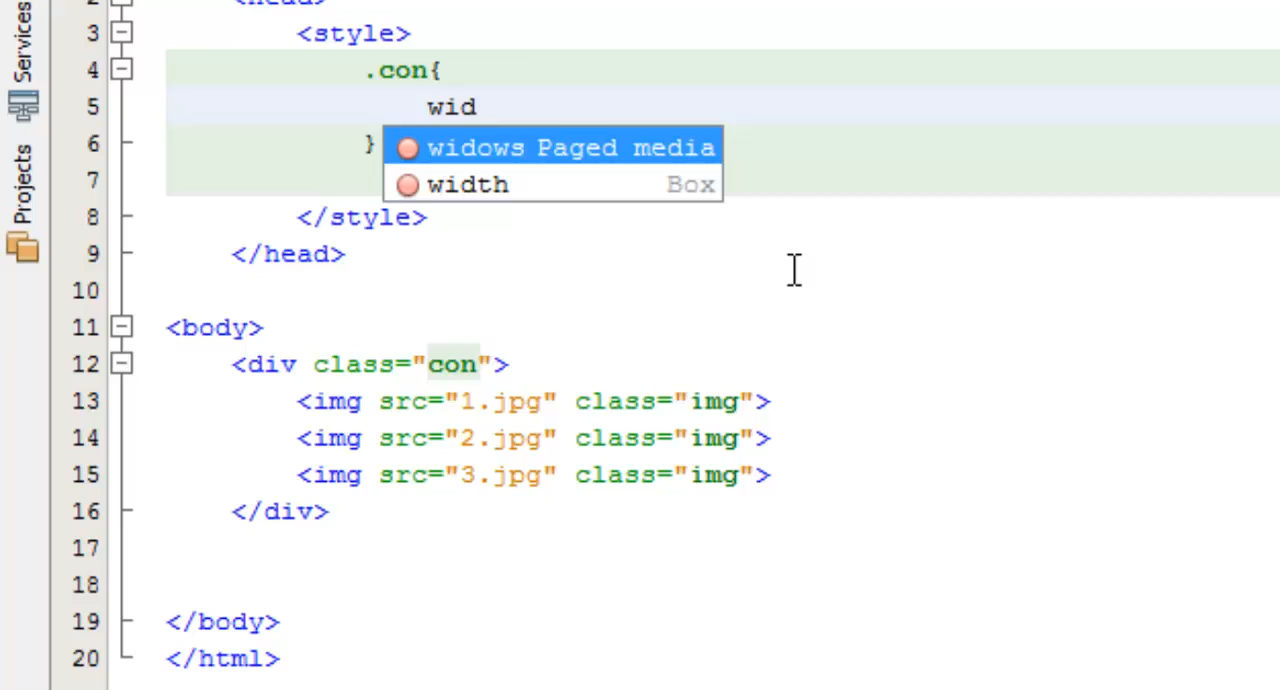 Services
Projects
2 <head>
3 <style>
4 .con{
5 wid
widows Paged media
width Box
6 }
7
8 </style>
9 </head>
10
11 <body>
12 <div class="con">
13 <img src="1.jpg" class="img">
14 <img src="2.jpg" class="img">
15 <img src="3.jpg" class="img">
16 </div>
17
18
19 </body>
20 </html>